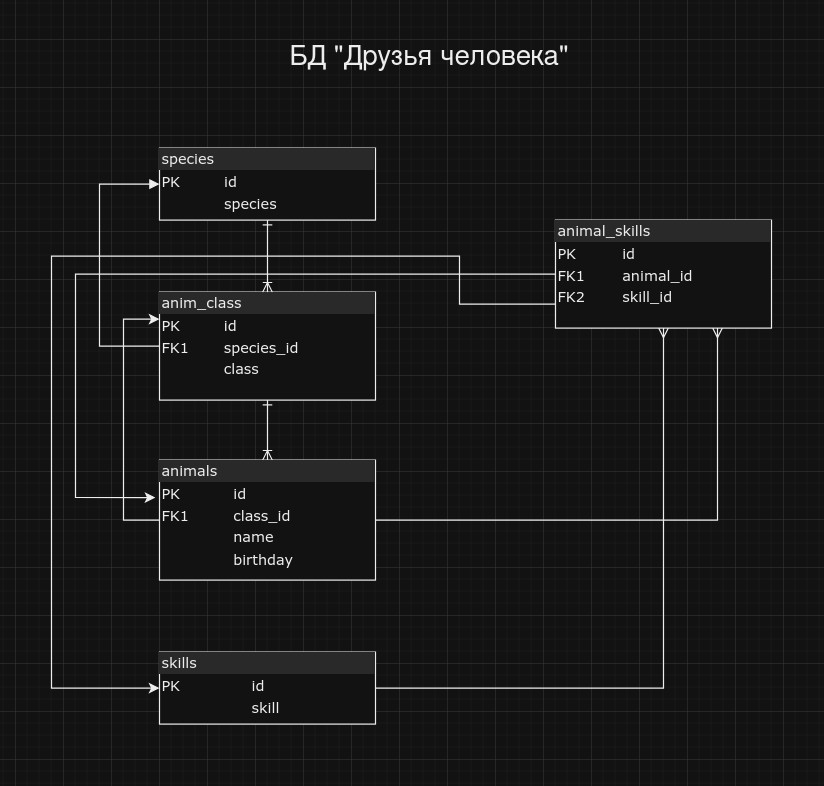 БД "Друзья человека"
species
PK id
species
animal_skills
PK id
FK1 animal_id
FK2 skill_id
anim_class
PK id
FK1 species_id
class
animals
PK id
FK1 class_id
name
birthday
skills
PK id
skill